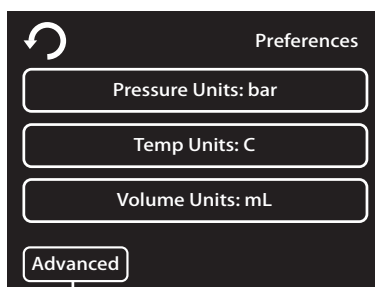 Preferences
Pressure Units: bar
Temp Units: C
Volume Units: mL
Advanced